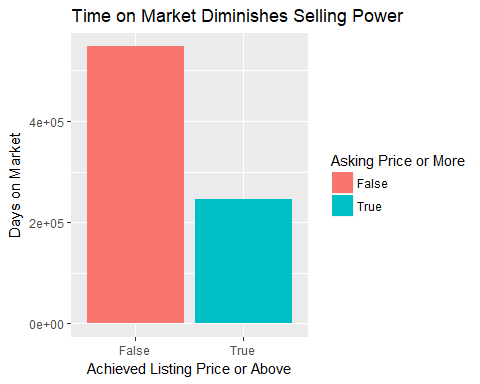 Time on Market Diminishes Selling Power
Days on Market
4e+05
2e+05
0e+00
False
True
Achieved Listing Price or Above
Asking Price or More
False
True